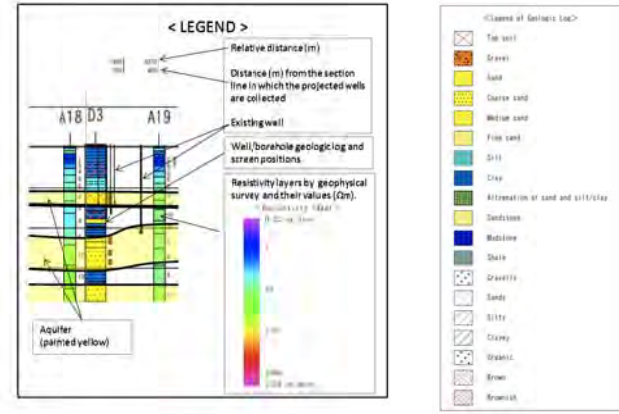 < LEGEND >
Relative distance (m)
Distance (m) from the section
line in which the projected wells
are collected
A18 D3 A19
Existing well
Well/borehole geologic log and
screen positions
Resistivity layers by geophysical
survey and their values (Ωm).
Aquifer
(painted yellow)
<Legend of Geologic Log>
Top soil
Gravel
Sand
Coarse sand
Medium sand
Fine sand
Silt
Clay
Altrenation of sand and silt/clay
Sandstone
Mudstone
Shale
Gravelly
Sandy
Silty
Clayey
Organic
Brown
Brownish